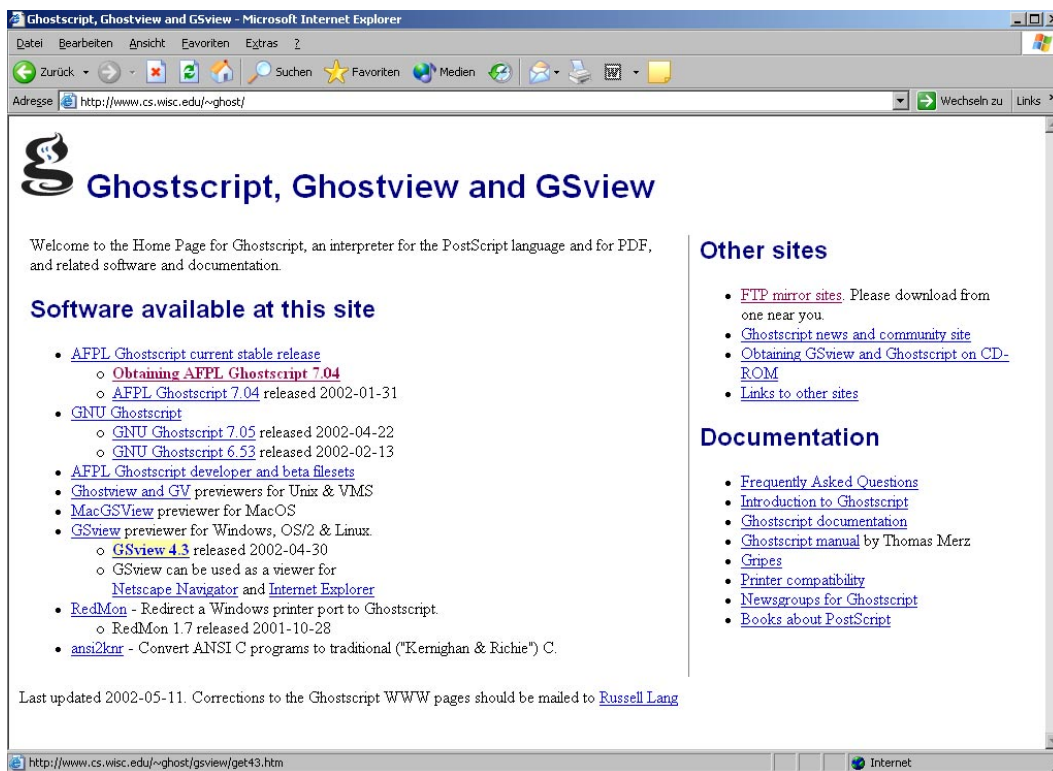 Ghostscript, Ghostview and GSview - Microsoft Internet Explorer
Datei Bearbeiten Ansicht Favoriten Extras ?
Zurück Suchen Favoriten Medien
Adresse http://www.cs.wisc.edu/~ghost/ Wechseln zu Links
Ghostscript, Ghostview and GSview
Welcome to the Home Page for Ghostscript, an interpreter for the PostScript language and for PDF,
and related software and documentation.
Software available at this site
AFPL Ghostscript current stable release
Obtaining AFPL Ghostscript 7.04
AFPL Ghostscript 7.04 released 2002-01-31
GNU Ghostscript
GNU Ghostscript 7.05 released 2002-04-22
GNU Ghostscript 6.53 released 2002-02-13
AFPL Ghostscript developer and beta filesets
Ghostview and GV previewers for Unix & VMS
MacGSView previewer for MacOS
GSview previewer for Windows, OS/2 & Linux.
GSview 4.3 released 2002-04-30
GSview can be used as a viewer for
Netscape Navigator and Internet Explorer
RedMon - Redirect a Windows printer port to Ghostscript.
RedMon 1.7 released 2001-10-28
ansi2knr - Convert ANSI C programs to traditional ("Kernighan & Richie") C.
Other sites
FTP mirror sites. Please download from
one near you.
Ghostscript news and community site
Obtaining GSview and Ghostscript on CD-
ROM
Links to other sites
Documentation
Frequently Asked Questions
Introduction to Ghostscript
Ghostscript documentation
Ghostscript manual by Thomas Merz
Gripes
Printer compatibility
Newsgroups for Ghostscript
Books about PostScript
Last updated 2002-05-11. Corrections to the Ghostscript WWW pages should be mailed to Russell Lang
http://www.cs.wisc.edu/~ghost/gsview/get43.htm Internet